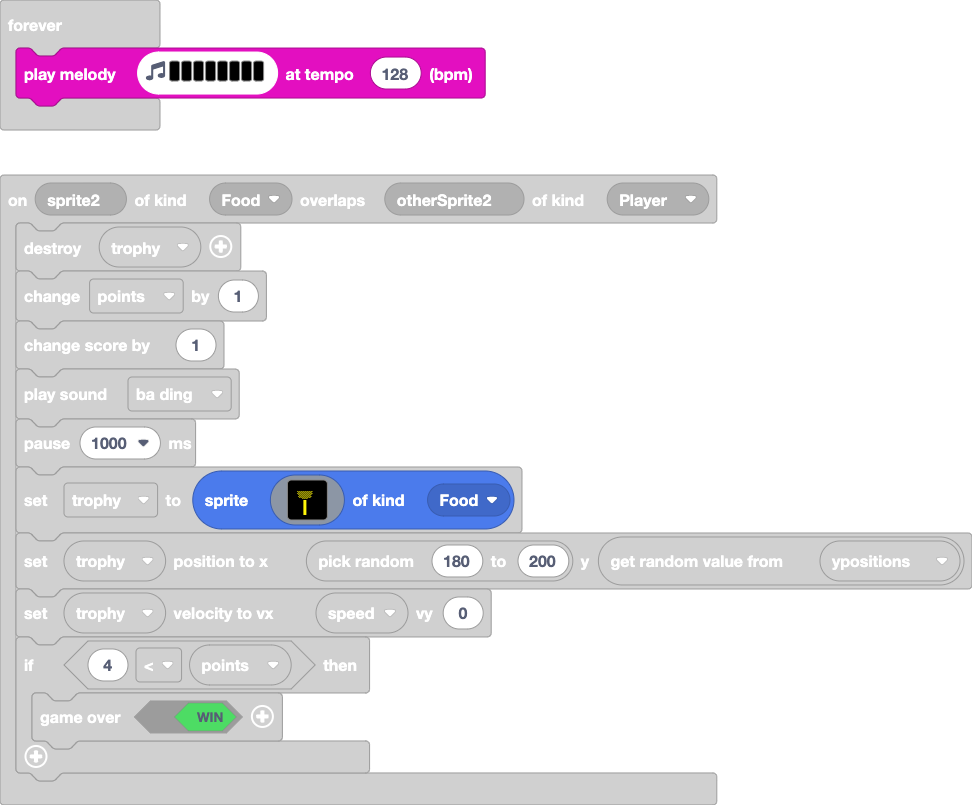 forever
play melody at tempo 128 (bpm)
on sprite2 of kind Food overlaps otherSprite2 of kind Player
destroy trophy
change points by 1
change score by 1
play sound ba ding
pause 1000 ms
set trophy to sprite of kind Food
set trophy position to x pick random 180 to 200 y get random value from ypositions
set trophy velocity to vx speed vy 0
if 4 < points then
game over WIN